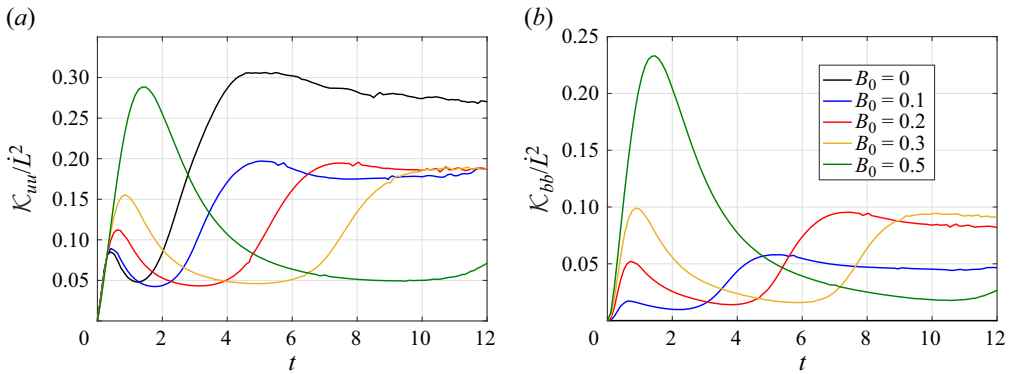 (a)
(b)
0.30
0.25
0.20
0.15
0.10
0.05
0
2
4
6
8
10
12
t
𝒦uu/L̇²
0.25
0.20
0.15
0.10
0.05
0
2
4
6
8
10
12
t
𝒦bb/L̇²
B₀ = 0
B₀ = 0.1
B₀ = 0.2
B₀ = 0.3
B₀ = 0.5